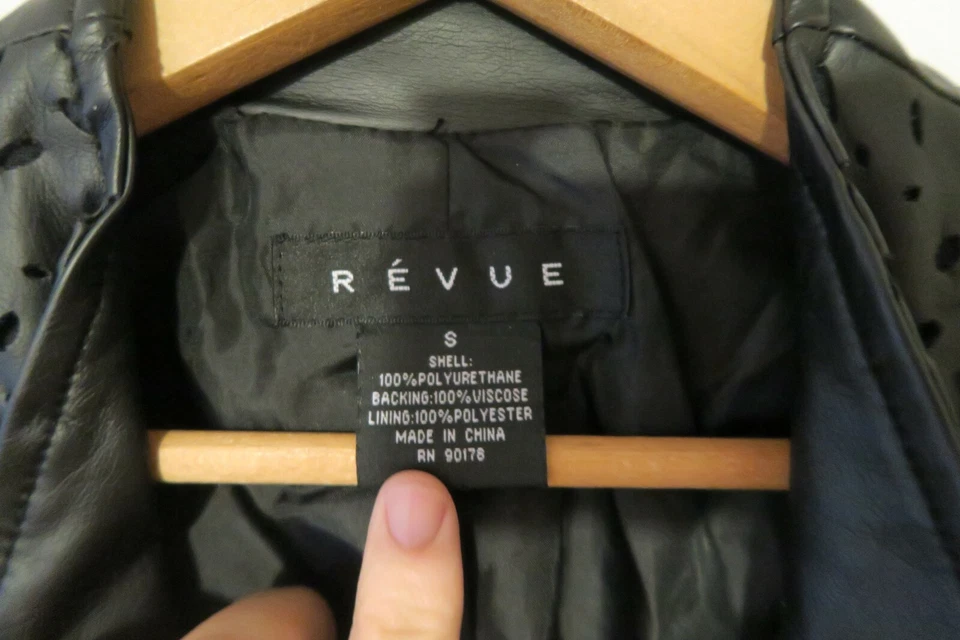 RÉVUE
S
SHELL:
100%POLYURETHANE
BACKING:100%VISCOSE
LINING:100%POLYESTER
MADE IN CHINA
RN 90178